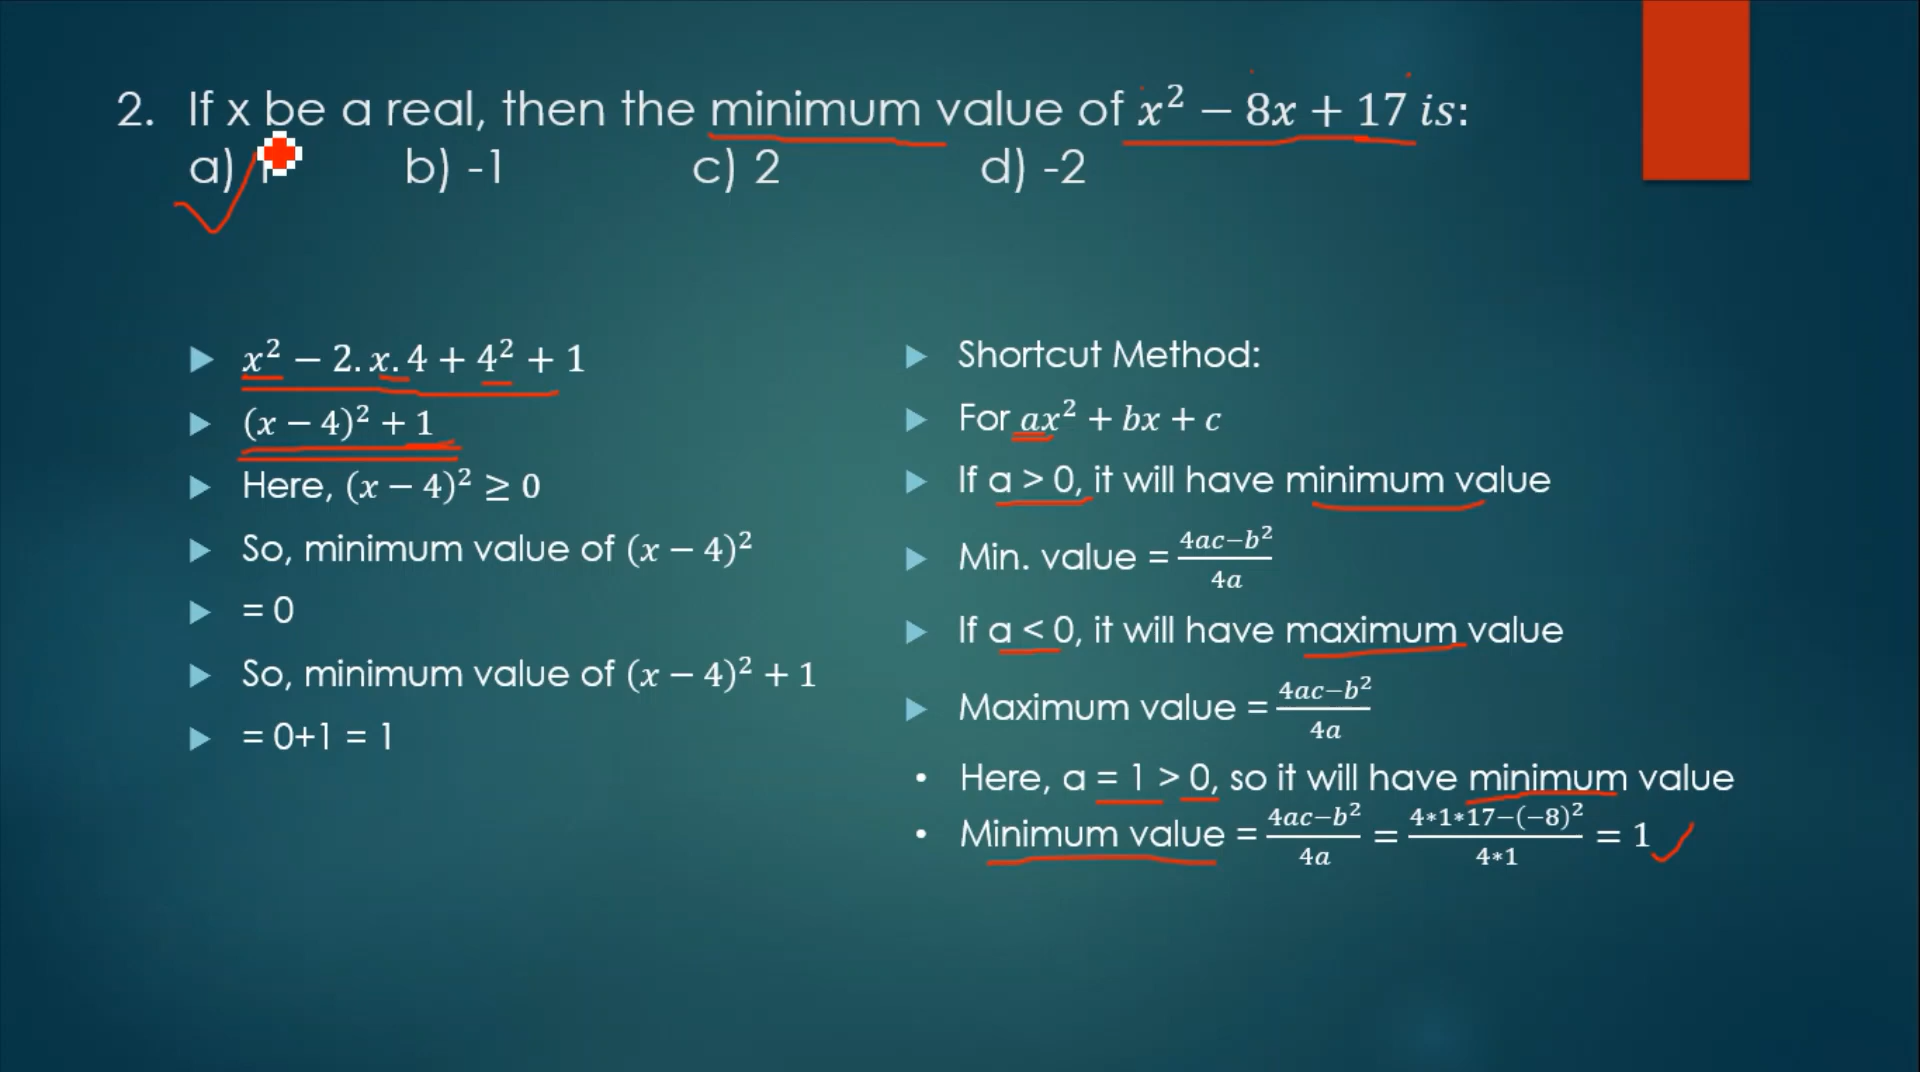 2. If x be a real, then the minimum value of x² − 8x + 17 is:
a) b) -1 c) 2 d) -2
x² − 2. x. 4 + 4² + 1
(x − 4)² + 1
Here, (x − 4)² ≥ 0
So, minimum value of (x − 4)²
= 0
So, minimum value of (x − 4)² + 1
= 0+1 = 1
Shortcut Method:
For ax² + bx + c
If a > 0, it will have minimum value
Min. value = (4ac−b²)/(4a)
If a < 0, it will have maximum value
Maximum value = (4ac−b²)/(4a)
Here, a = 1 > 0, so it will have minimum value
Minimum value = (4ac−b²)/(4a) = (4∗1∗17−(−8)²)/(4∗1) = 1